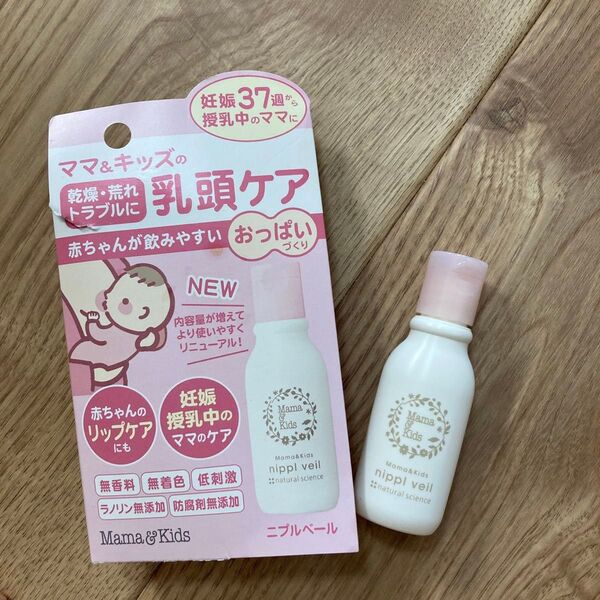 妊娠37週から
授乳中のママに
ママ&キッズの
乾燥・荒れ
トラブルに
乳頭ケア
赤ちゃんが飲みやすい
おっぱい
づくり
NEW
内容量が増えて
より使いやすく
リニューアル!
赤ちゃんの
リップケア
にも
妊娠
授乳中の
ママのケア
無香料
無着色
低刺激
ラノリン無添加
防腐剤無添加
Mama&Kids
Mama
&
Kids
Mama&Kids
nippl veil
natural science
ニプルベール
Mama
&
Kids
Mama&Kids
nippl veil
natural science